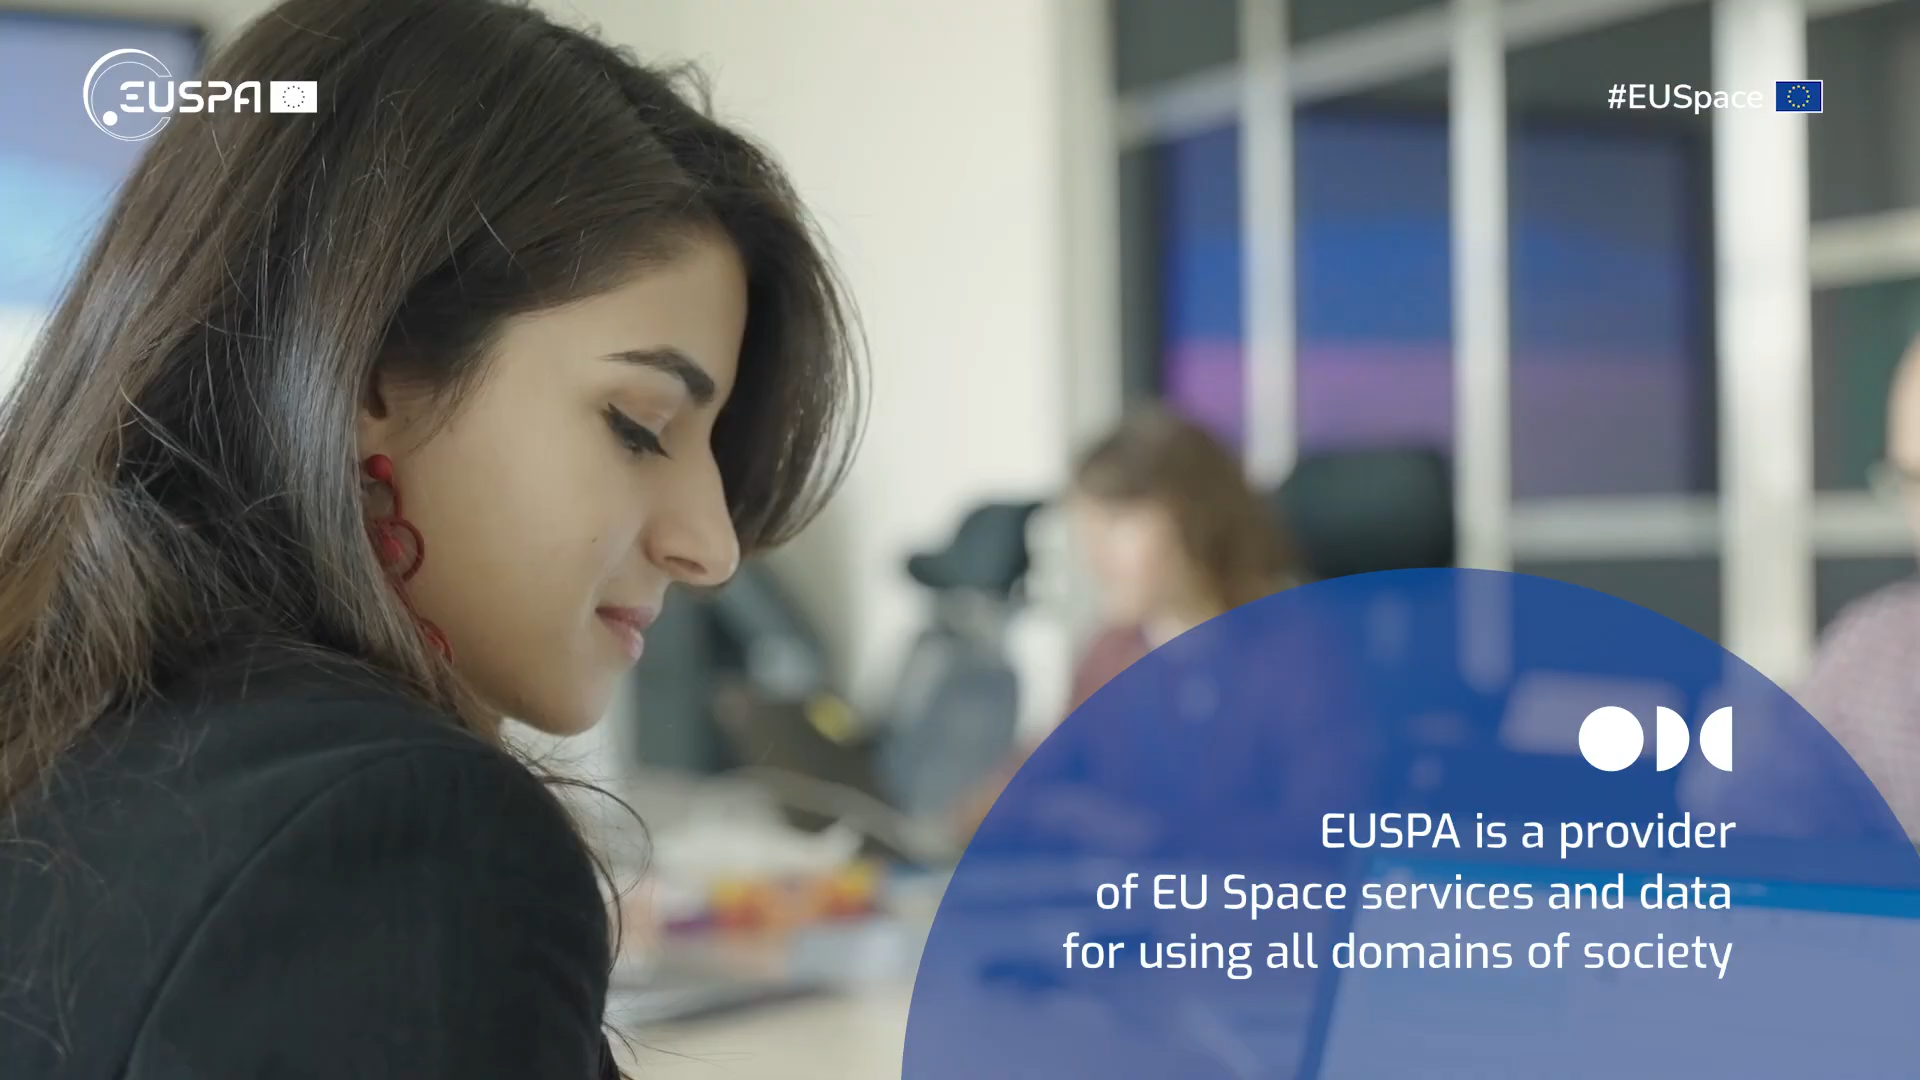 EUSPA
#EUSpace
EUSPA is a provider
of EU Space services and data
for using all domains of society